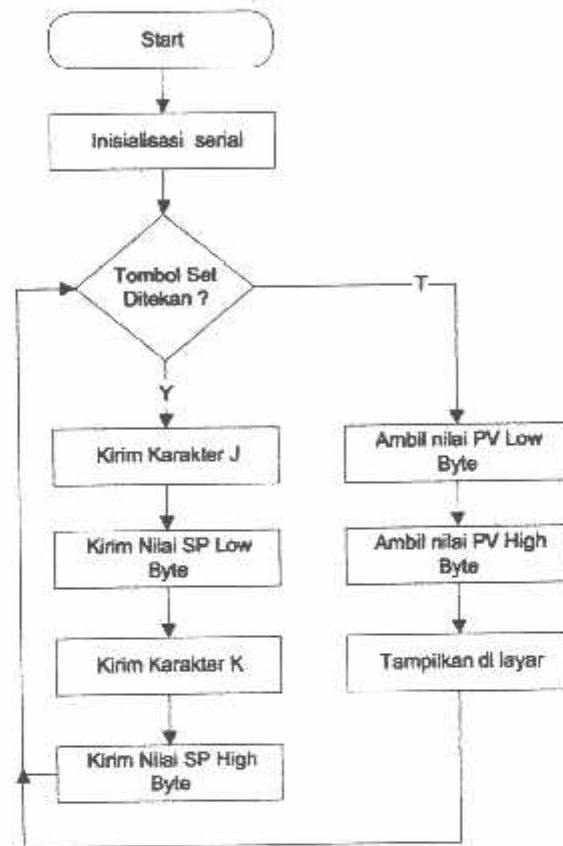 Start
Inisialisasi serial
Tombol Set
Ditekan ?
T
Y
Kirim Karakter J
Ambil nilai PV Low
Byte
Kirim Nilai SP Low
Byte
Ambil nilai PV High
Byte
Kirim Karakter K
Tampilkan di layar
Kirim Nilai SP High
Byte